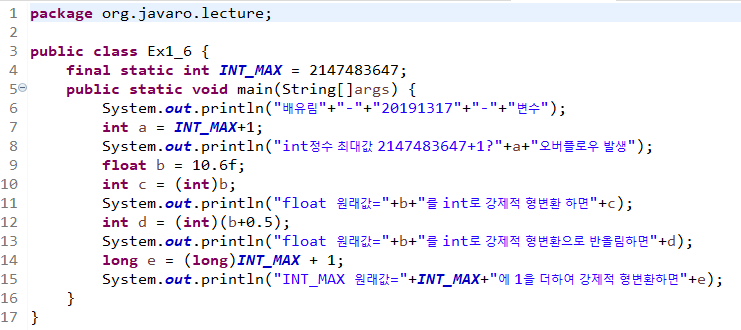 1 package org.javaro.lecture;
2
3 public class Ex1_6 {
4 final static int INT_MAX = 2147483647;
5 public static void main(String[]args) {
6 System.out.println("배유림"+"-"+"20191317"+"-"+"변수");
7 int a = INT_MAX+1;
8 System.out.println("int정수 최대값 2147483647+1?"+a+"오버플로우 발생");
9 float b = 10.6f;
10 int c = (int)b;
11 System.out.println("float 원래값="+b+"를 int로 강제적 형변환 하면"+c);
12 int d = (int)(b+0.5);
13 System.out.println("float 원래값="+b+"를 int로 강제적 형변환으로 반올림하면"+d);
14 long e = (long)INT_MAX + 1;
15 System.out.println("INT_MAX 원래값="+INT_MAX+"에 1을 더하여 강제적 형변환하면"+e);
16 }
17 }